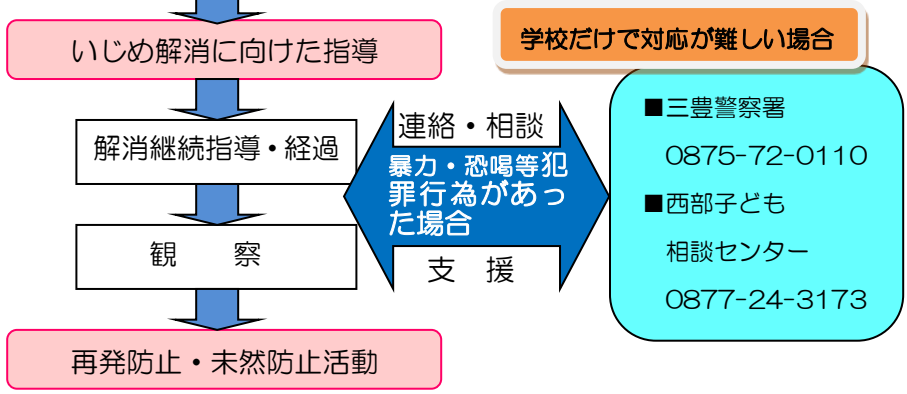 いじめ解消に向けた指導
解消継続指導・経過
観　察
再発防止・未然防止活動
連絡・相談
暴力・恐喝等犯
罪行為があっ
た場合
支　援
学校だけで対応が難しい場合
■三豊警察署
0875-72-0110
■西部子ども
相談センター
0877-24-3173